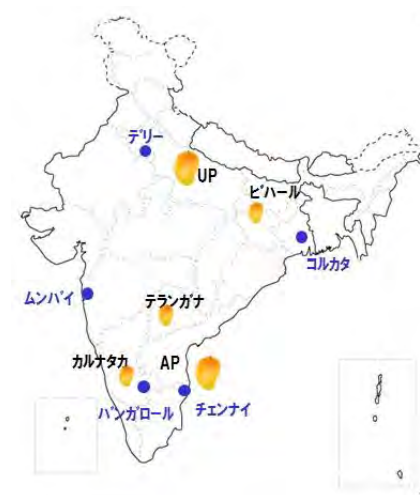 デリー
UP
ビハール
コルカタ
ムンバイ
テランガナ
カルナタカ
AP
バンガロール
チェンナイ